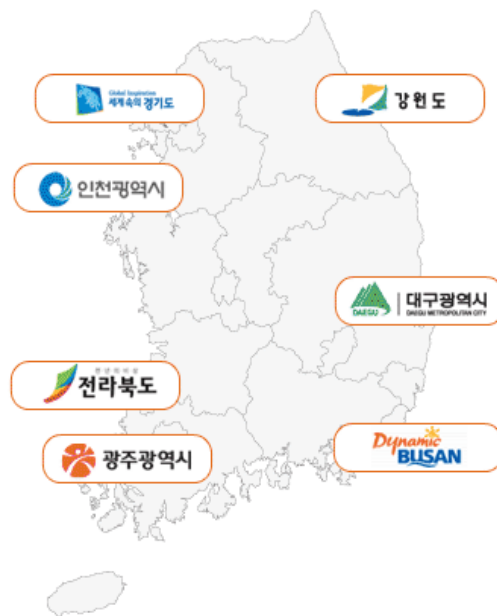 Global Inspiration
세계속의 경기도
강원도
인천광역시
대구광역시
DAEGU
DAEGU METROPOLITAN CITY
전라북도
광주광역시
Dynamic
BUSAN